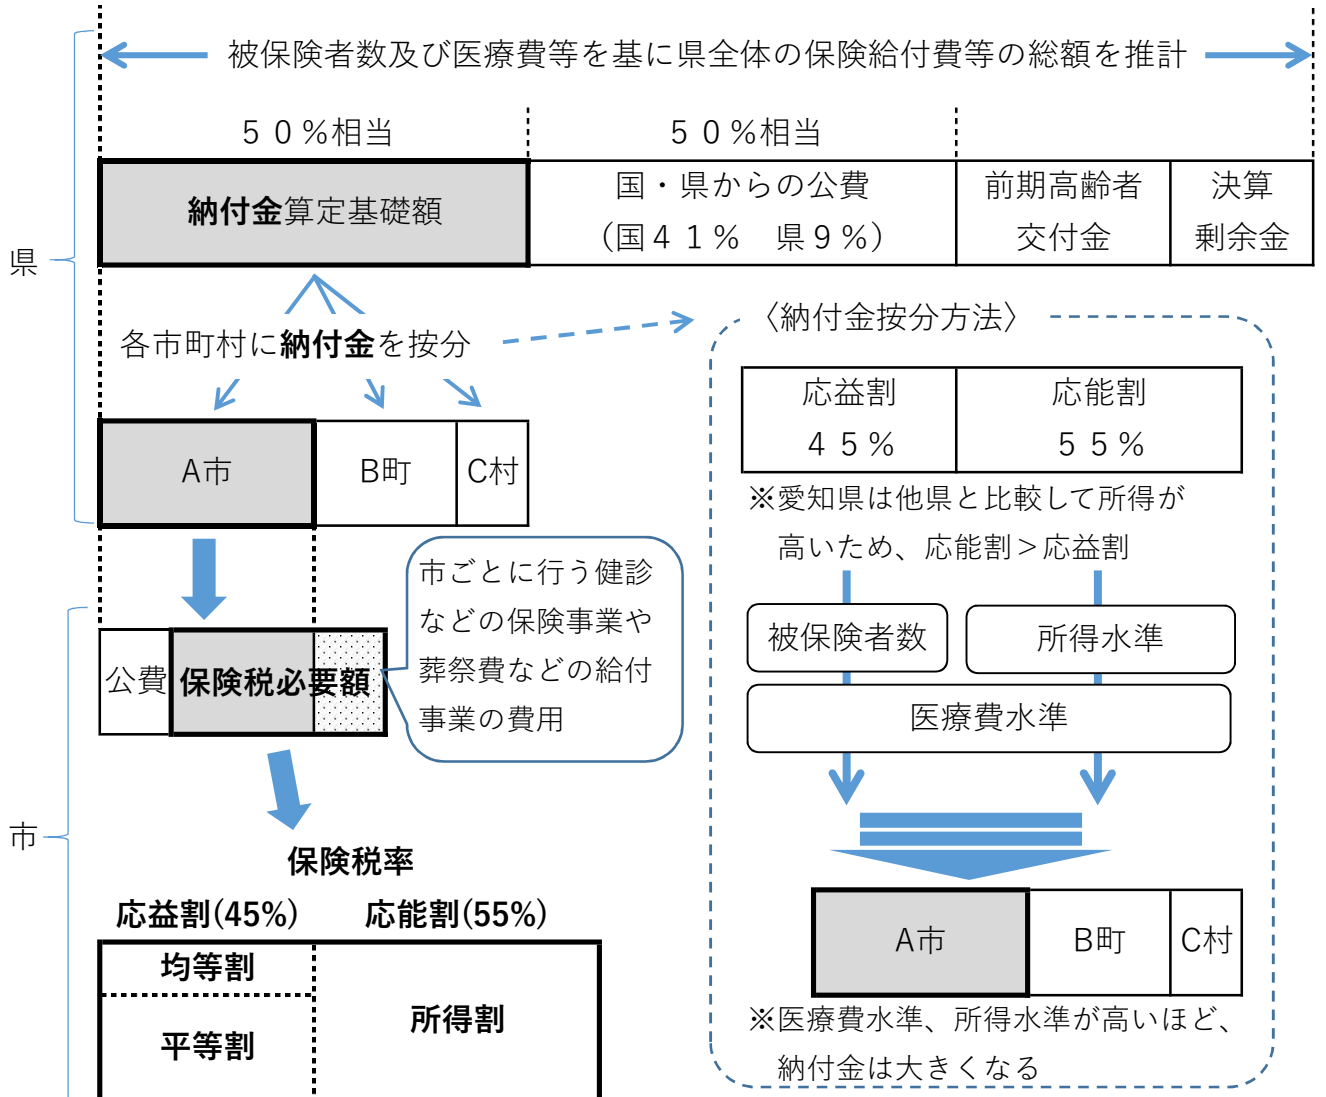 被保険者数及び医療費等を基に県全体の保険給付費等の総額を推計
５０%相当
５０%相当
納付金算定基礎額
国・県からの公費
（国４１% 県９%）
前期高齢者
交付金
決算
剰余金
県
各市町村に納付金を按分
A市
B町
C村
〈納付金按分方法〉
応益割
４５%
応能割
５５%
※愛知県は他県と比較して所得が
高いため、応能割＞応益割
被保険者数
所得水準
医療費水準
A市
B町
C村
※医療費水準、所得水準が高いほど、
納付金は大きくなる
市
公費
保険税必要額
市ごとに行う健診
などの保険事業や
葬祭費などの給付
事業の費用
保険税率
応益割(45%)
応能割(55%)
均等割
平等割
所得割